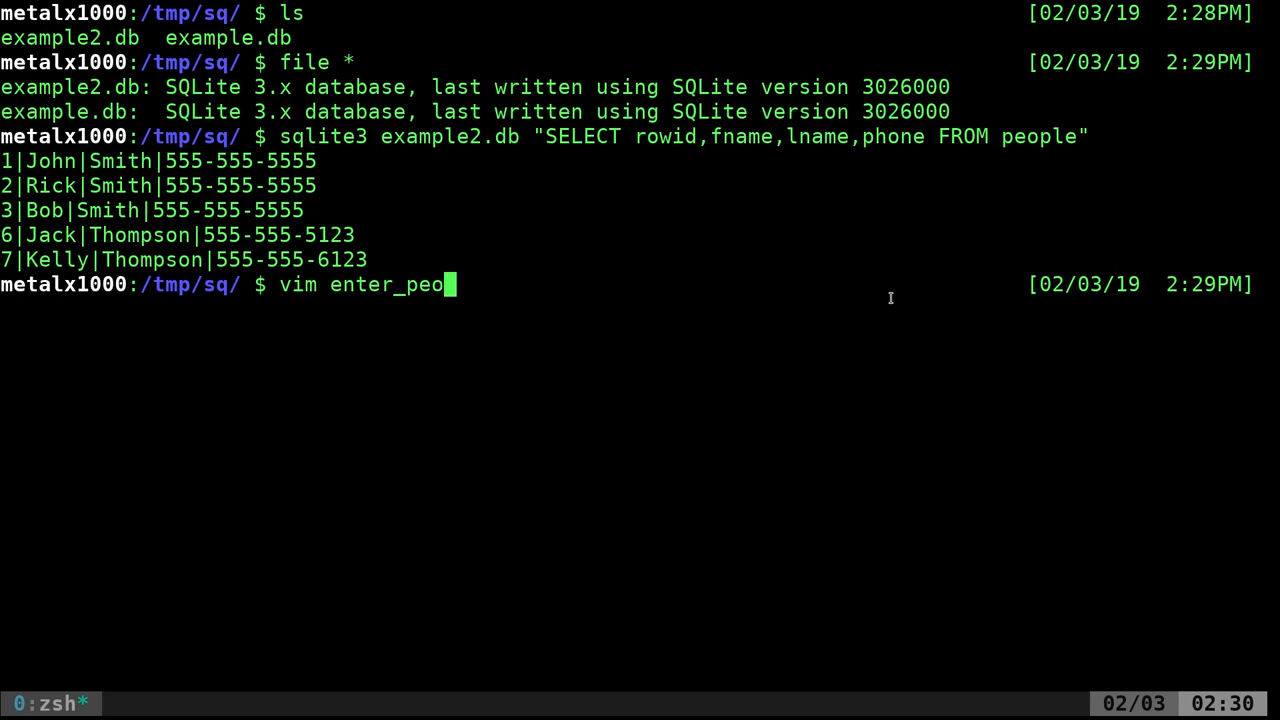 metalx1000:/tmp/sq/ $ ls [02/03/19  2:28PM]
example2.db  example.db
metalx1000:/tmp/sq/ $ file * [02/03/19  2:29PM]
example2.db: SQLite 3.x database, last written using SQLite version 3026000
example.db:  SQLite 3.x database, last written using SQLite version 3026000
metalx1000:/tmp/sq/ $ sqlite3 example2.db "SELECT rowid,fname,lname,phone FROM people"
1|John|Smith|555-555-5555
2|Rick|Smith|555-555-5555
3|Bob|Smith|555-555-5555
6|Jack|Thompson|555-555-5123
7|Kelly|Thompson|555-555-6123
metalx1000:/tmp/sq/ $ vim enter_peo [02/03/19  2:29PM]
0:zsh* 02/03 02:30